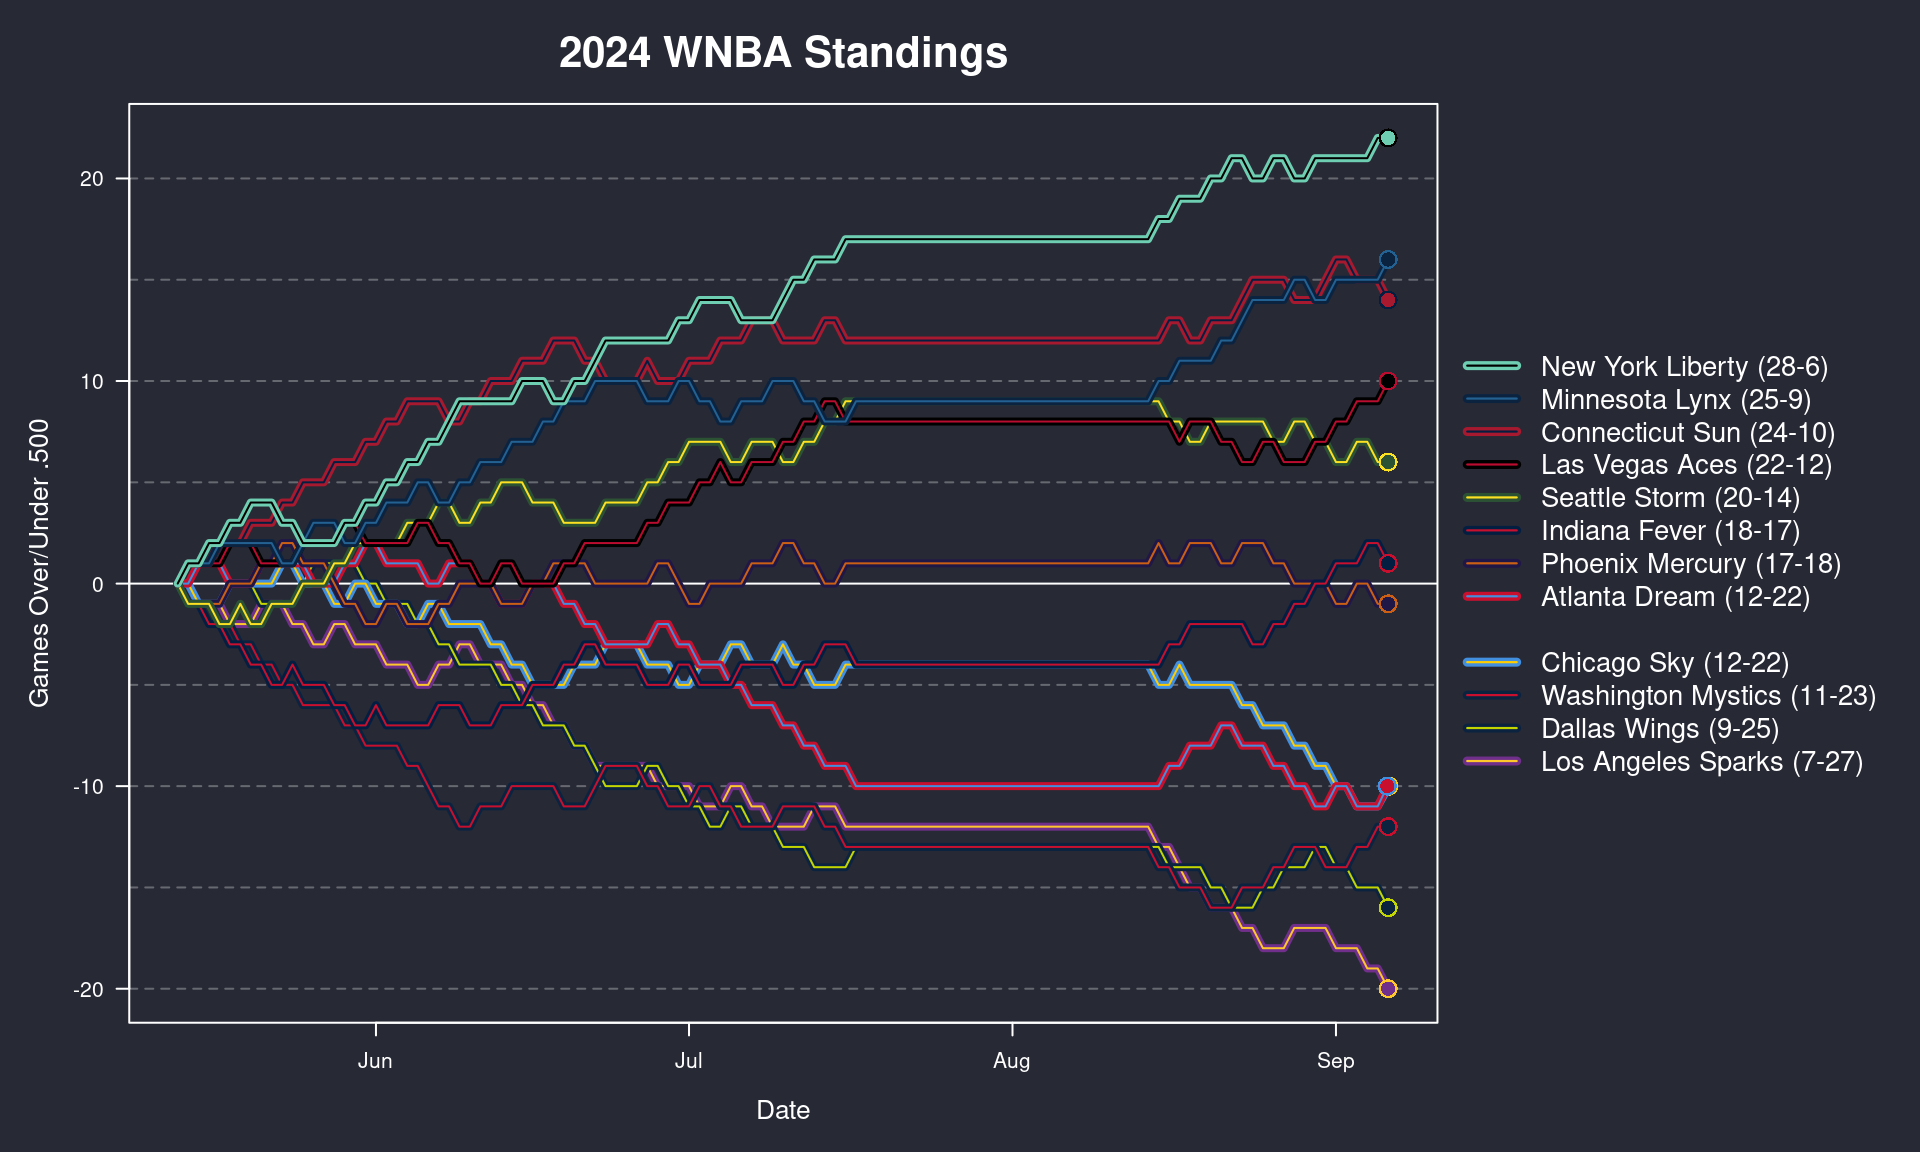 2024 WNBA Standings
Games Over/Under .500
20
10
0
-10
-20
Jun
Jul
Aug
Sep
Date
New York Liberty (28-6)
Minnesota Lynx (25-9)
Connecticut Sun (24-10)
Las Vegas Aces (22-12)
Seattle Storm (20-14)
Indiana Fever (18-17)
Phoenix Mercury (17-18)
Atlanta Dream (12-22)
Chicago Sky (12-22)
Washington Mystics (11-23)
Dallas Wings (9-25)
Los Angeles Sparks (7-27)